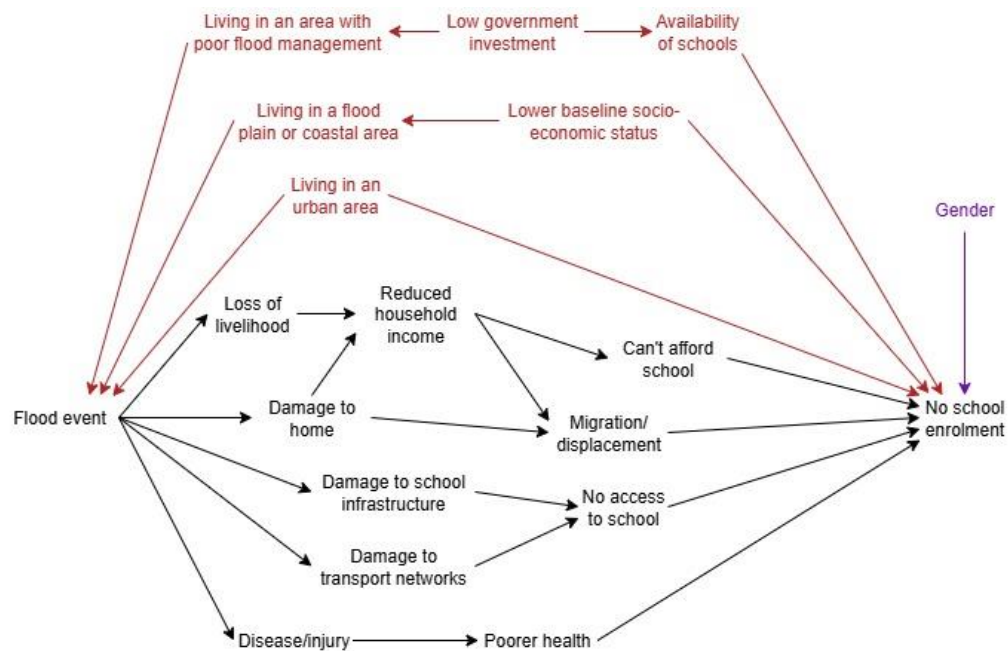 Living in an area with
poor flood management
Low government
investment
Availability
of schools
Living in a flood
plain or coastal area
Lower baseline socio-
economic status
Living in an
urban area
Gender
Loss of
livelihood
Reduced
household
income
Can't afford
school
Flood event
Damage to
home
Migration/
displacement
No school
enrolment
Damage to school
infrastructure
No access
to school
Damage to
transport networks
Disease/injury
Poorer health